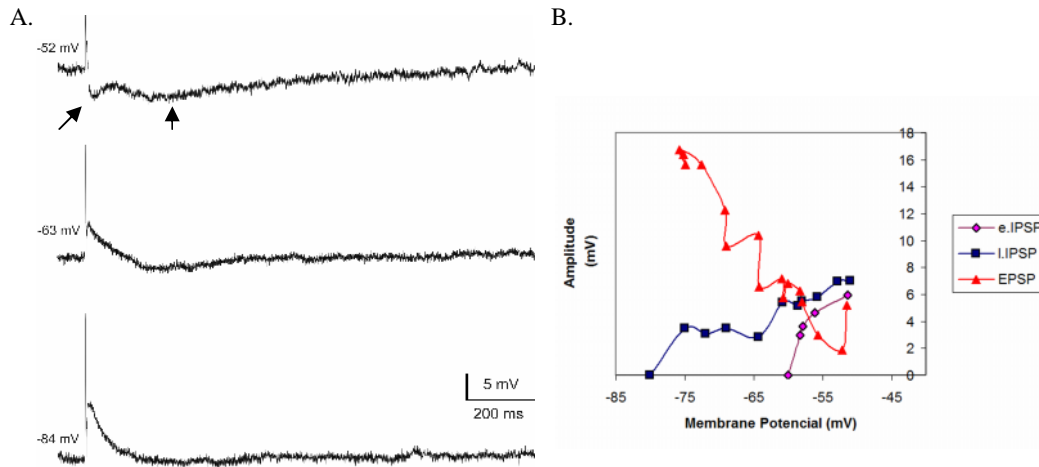 A.
-52 mV
-63 mV
-84 mV
5 mV
200 ms
B.
18
16
14
12
10
8
6
4
2
0
Amplitude
(mV)
-85 -75 -65 -55 -45
Membrane Potencial (mV)
e.IPSP
l.IPSP
EPSP